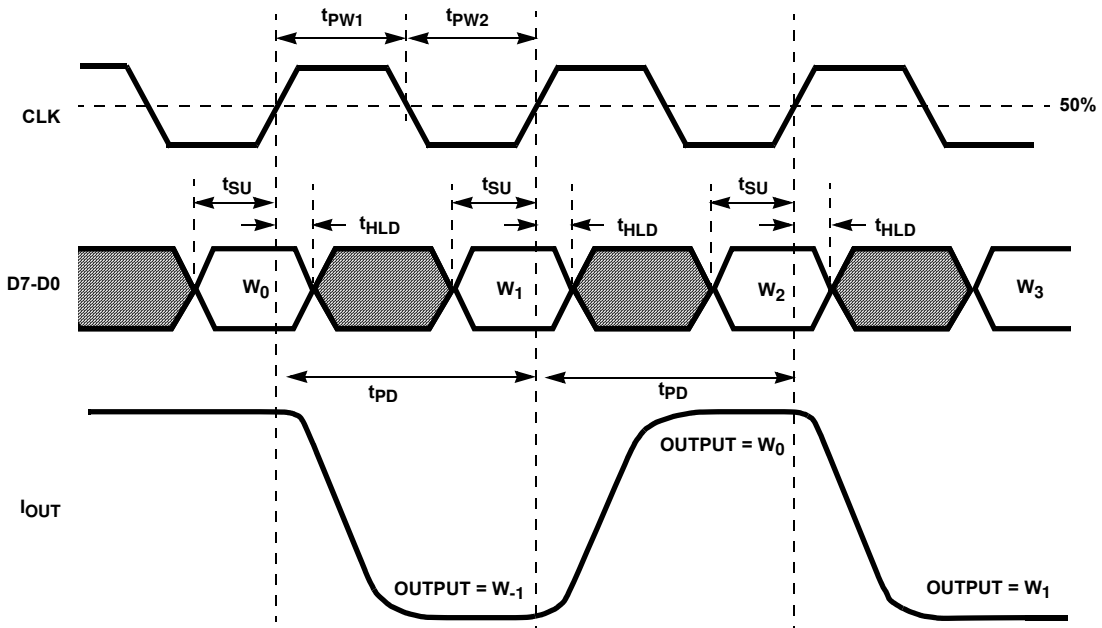 tPW1 tPW2
CLK
50%
tSU tSU tSU
tHLD tHLD tHLD
D7-D0
W0 W1 W2 W3
tPD tPD
OUTPUT = W0
IOUT
OUTPUT = W-1
OUTPUT = W1